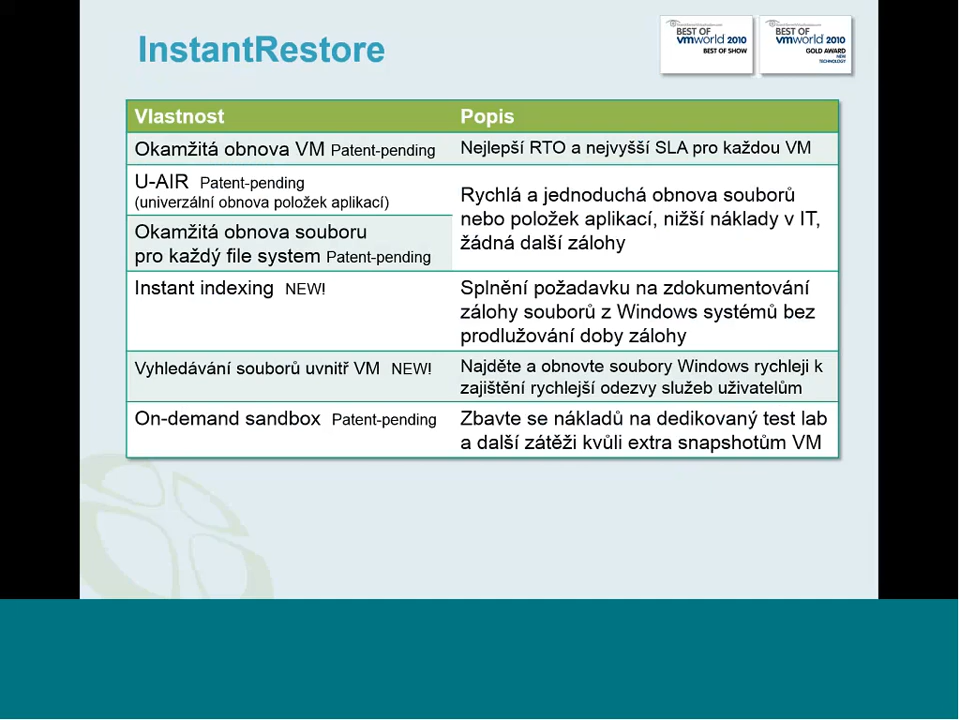 InstantRestore
BEST OF
vmworld 2010
BEST OF SHOW
BEST OF
vmworld 2010
GOLD AWARD
NEW
TECHNOLOGY
Vlastnost Popis
Okamžitá obnova VM Patent-pending Nejlepší RTO a nejvyšší SLA pro každou VM
U-AIR Patent-pending
(univerzální obnova položek aplikací)
Rychlá a jednoduchá obnova souborů
nebo položek aplikací, nižší náklady v IT,
žádná další zálohy
Okamžitá obnova souboru
pro každý file system Patent-pending
Instant indexing NEW!
Splnění požadavku na zdokumentování
zálohy souborů z Windows systémů bez
prodlužování doby zálohy
Vyhledávání souborů uvnitř VM NEW!
Najděte a obnovte soubory Windows rychleji k
zajištění rychlejší odezvy služeb uživatelům
On-demand sandbox Patent-pending
Zbavte se nákladů na dedikovaný test lab
a další zátěži kvůli extra snapshotům VM